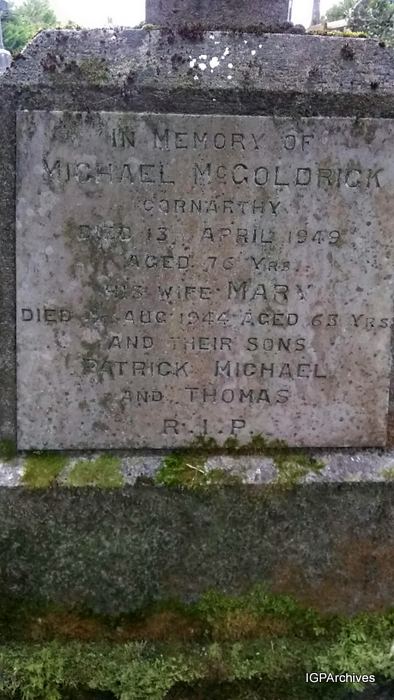 IN MEMORY OF
MICHAEL McGOLDRICK
CORNARTHY
DIED 13 APRIL 1949
AGED 76 YRS
HIS WIFE MARY
DIED AUG 1944 AGED 63 YRS
AND THEIR SONS
PATRICK MICHAEL
AND THOMAS
R.I.P.
IGPArchives